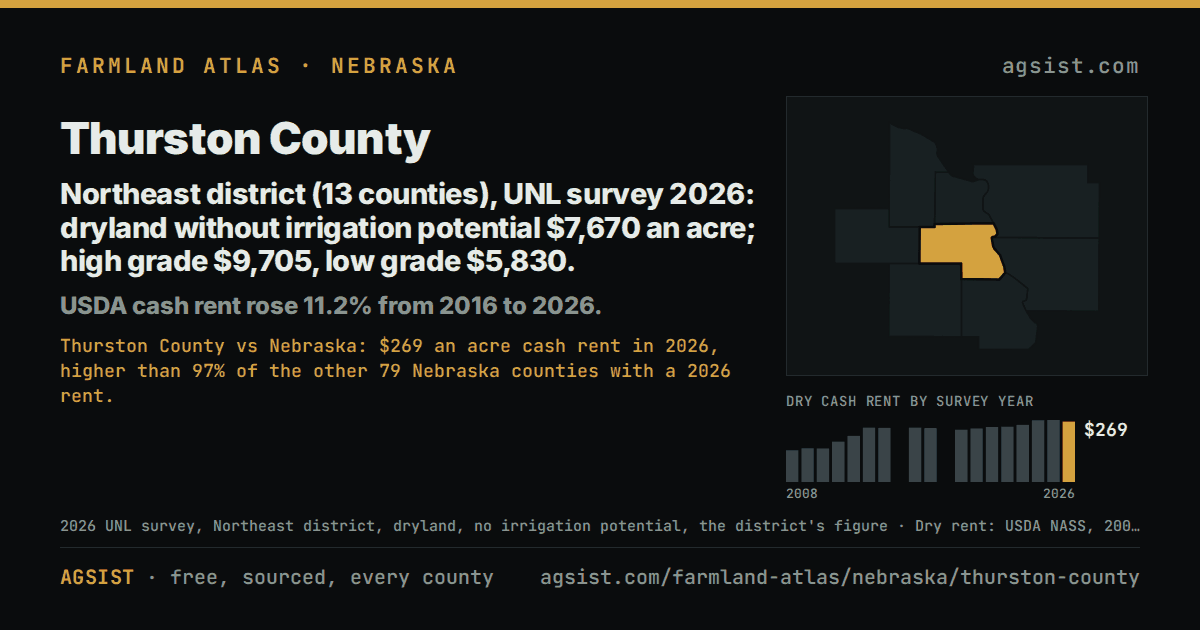 FARMLAND ATLAS · NEBRASKA
agsist.com
Thurston County
Northeast district (13 counties), UNL survey 2026:
dryland without irrigation potential $7,670 an acre;
high grade $9,705, low grade $5,830.
USDA cash rent rose 11.2% from 2016 to 2026.
Thurston County vs Nebraska: $269 an acre cash rent in 2026,
higher than 97% of the other 79 Nebraska counties with a 2026
rent.
DRY CASH RENT BY SURVEY YEAR
$269
2008
2026
2026 UNL survey, Northeast district, dryland, no irrigation potential, the district's figure · Dry rent: USDA NASS, 200…
AGSIST · free, sourced, every county
agsist.com/farmland-atlas/nebraska/thurston-county